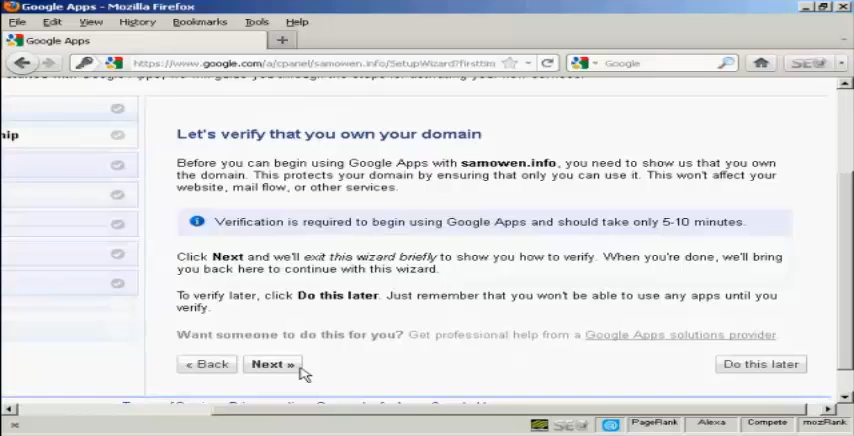 Google Apps - Mozilla Firefox
File Edit View History Bookmarks Tools Help
Google Apps
https://www.google.com/a/cpanel/samowen.info/SetupWizard?firsttim
Google
SEO
Let's verify that you own your domain
hip
Before you can begin using Google Apps with samowen.info, you need to show us that you own
the domain. This protects your domain by ensuring that only you can use it. This won't affect your
website, mail flow, or other services.
Verification is required to begin using Google Apps and should take only 5-10 minutes.
Click Next and we'll exit this wizard briefly to show you how to verify. When you're done, we'll bring
you back here to continue with this wizard.
To verify later, click Do this later. Just remember that you won't be able to use any apps until you
verify.
Want someone to do this for you? Get professional help from a Google Apps solutions provider
« Back Next » Do this later
SEO PageRank Alexa Compete mozRank